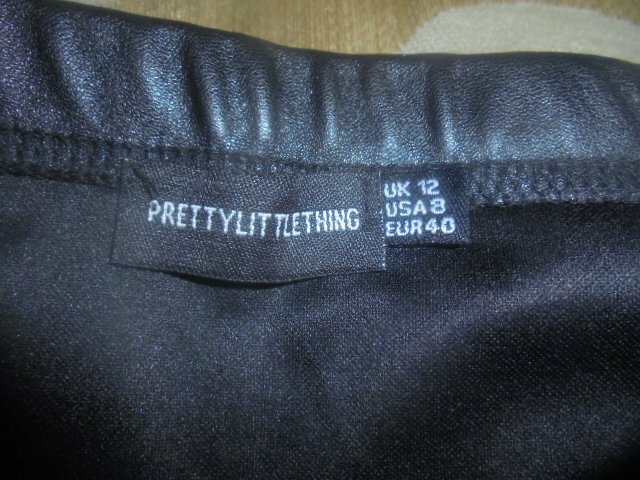 PRETTYLITTLETHING
UK 12
USA 8
EUR 40